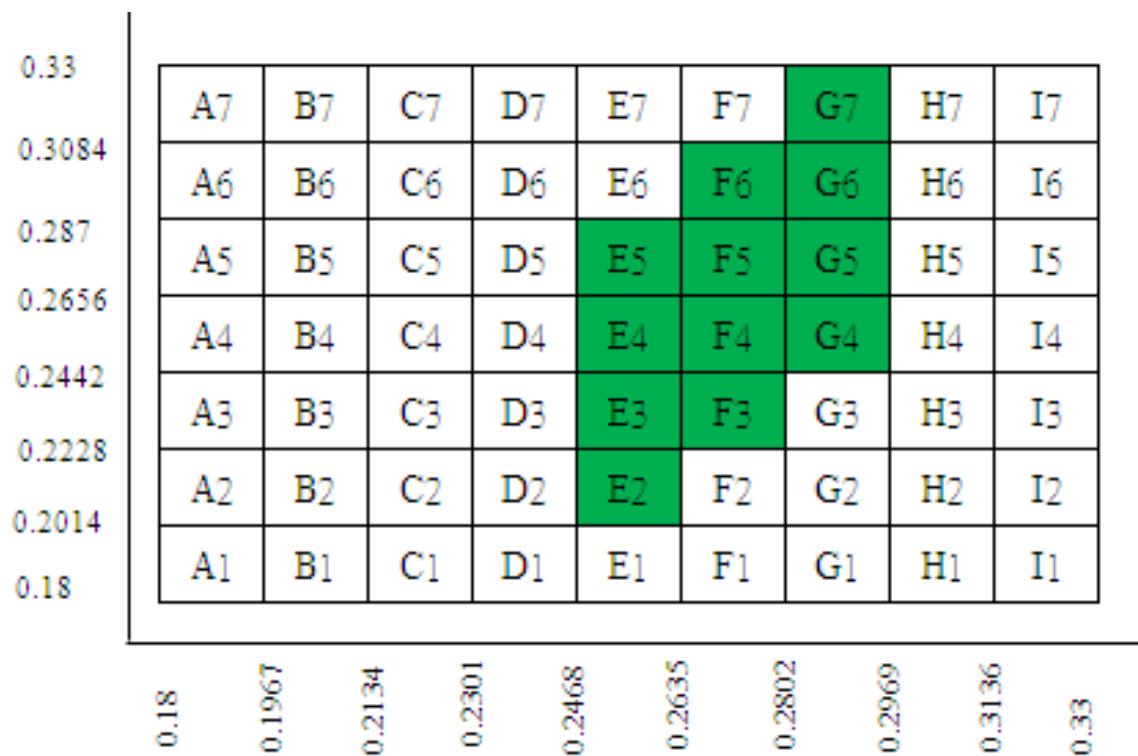 0.33
A7 B7 C7 D7 E7 F7 G7 H7 I7
0.3084
A6 B6 C6 D6 E6 F6 G6 H6 I6
0.287
A5 B5 C5 D5 E5 F5 G5 H5 I5
0.2656
A4 B4 C4 D4 E4 F4 G4 H4 I4
0.2442
A3 B3 C3 D3 E3 F3 G3 H3 I3
0.2228
A2 B2 C2 D2 E2 F2 G2 H2 I2
0.2014
A1 B1 C1 D1 E1 F1 G1 H1 I1
0.18
0.18 0.1967 0.2134 0.2301 0.2468 0.2635 0.2802 0.2969 0.3136 0.33